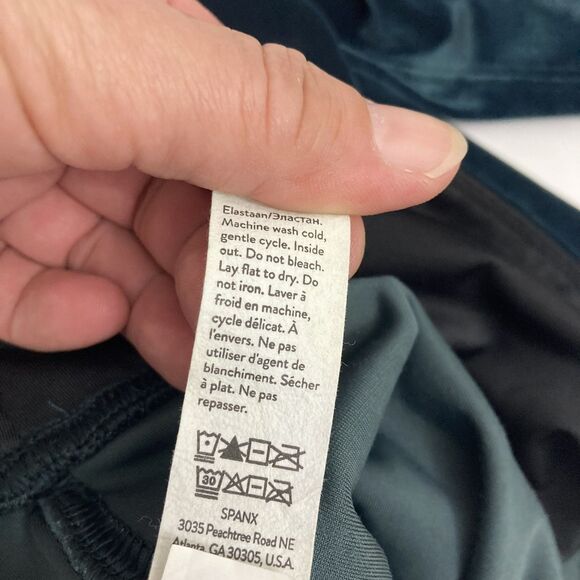 Elastaan/Эластан.
Machine wash cold,
gentle cycle. Inside
out. Do not bleach.
Lay flat to dry. Do
not iron. Laver à
froid en machine,
cycle délicat. À
l'envers. Ne pas
utiliser d'agent de
blanchiment. Sécher
à plat. Ne pas
repasser.
30
SPANX
3035 Peachtree Road NE
Atlanta, GA 30305, U.S.A.